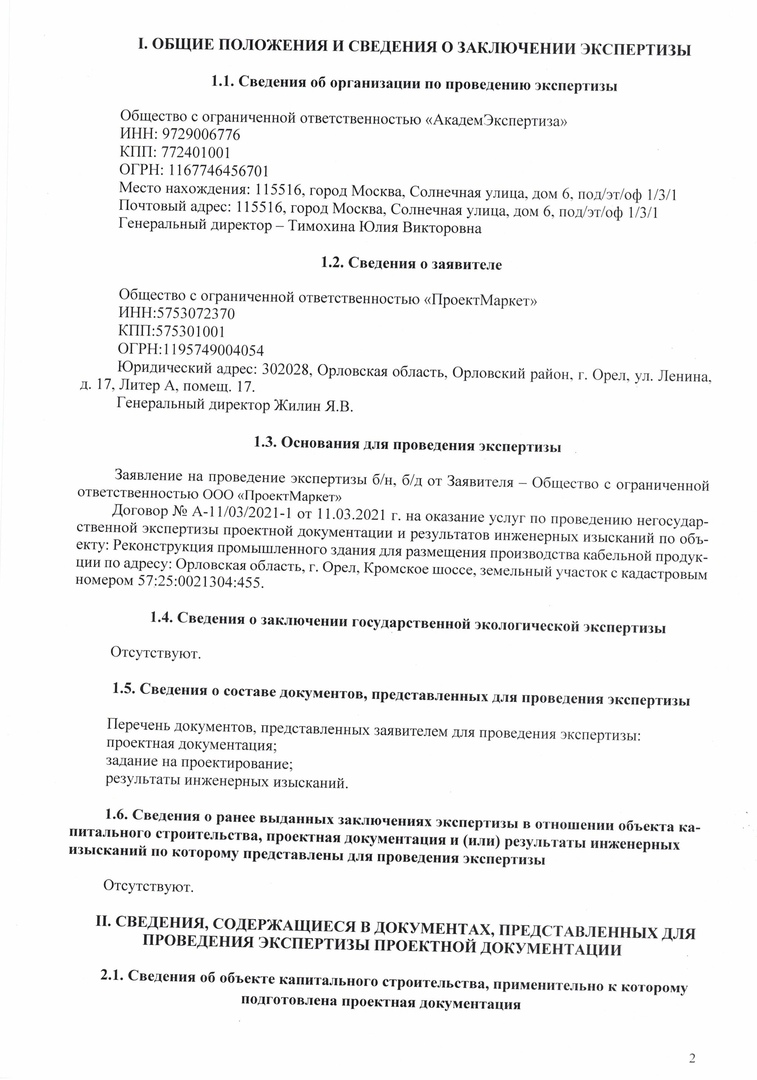 I. ОБЩИЕ ПОЛОЖЕНИЯ И СВЕДЕНИЯ О ЗАКЛЮЧЕНИИ ЭКСПЕРТИЗЫ
1.1. Сведения об организации по проведению экспертизы
Общество с ограниченной ответственностью «АкадемЭкспертиза»
ИНН: 9729006776
КПП: 772401001
ОГРН: 1167746456701
Место нахождения: 115516, город Москва, Солнечная улица, дом 6, под/эт/оф 1/3/1
Почтовый адрес: 115516, город Москва, Солнечная улица, дом 6, под/эт/оф 1/3/1
Генеральный директор – Тимохина Юлия Викторовна
1.2. Сведения о заявителе
Общество с ограниченной ответственностью «ПроектМаркет»
ИНН:5753072370
КПП:575301001
ОГРН:1195749004054
Юридический адрес: 302028, Орловская область, Орловский район, г. Орел, ул. Ленина,
д. 17, Литер А, помещ. 17.
Генеральный директор Жилин Я.В.
1.3. Основания для проведения экспертизы
Заявление на проведение экспертизы б/н, б/д от Заявителя – Общество с ограниченной
ответственностью ООО «ПроектМаркет»
Договор № А-11/03/2021-1 от 11.03.2021 г. на оказание услуг по проведению негосудар-
ственной экспертизы проектной документации и результатов инженерных изысканий по объ-
екту: Реконструкция промышленного здания для размещения производства кабельной продук-
ции по адресу: Орловская область, г. Орел, Кромское шоссе, земельный участок с кадастровым
номером 57:25:0021304:455.
1.4. Сведения о заключении государственной экологической экспертизы
Отсутствуют.
1.5. Сведения о составе документов, представленных для проведения экспертизы
Перечень документов, представленных заявителем для проведения экспертизы:
проектная документация;
задание на проектирование;
результаты инженерных изысканий.
1.6. Сведения о ранее выданных заключениях экспертизы в отношении объекта ка-
питального строительства, проектная документация и (или) результаты инженерных
изысканий по которому представлены для проведения экспертизы
Отсутствуют.
II. СВЕДЕНИЯ, СОДЕРЖАЩИЕСЯ В ДОКУМЕНТАХ, ПРЕДСТАВЛЕННЫХ ДЛЯ
ПРОВЕДЕНИЯ ЭКСПЕРТИЗЫ ПРОЕКТНОЙ ДОКУМЕНТАЦИИ
2.1. Сведения об объекте капитального строительства, применительно к которому
подготовлена проектная документация
2